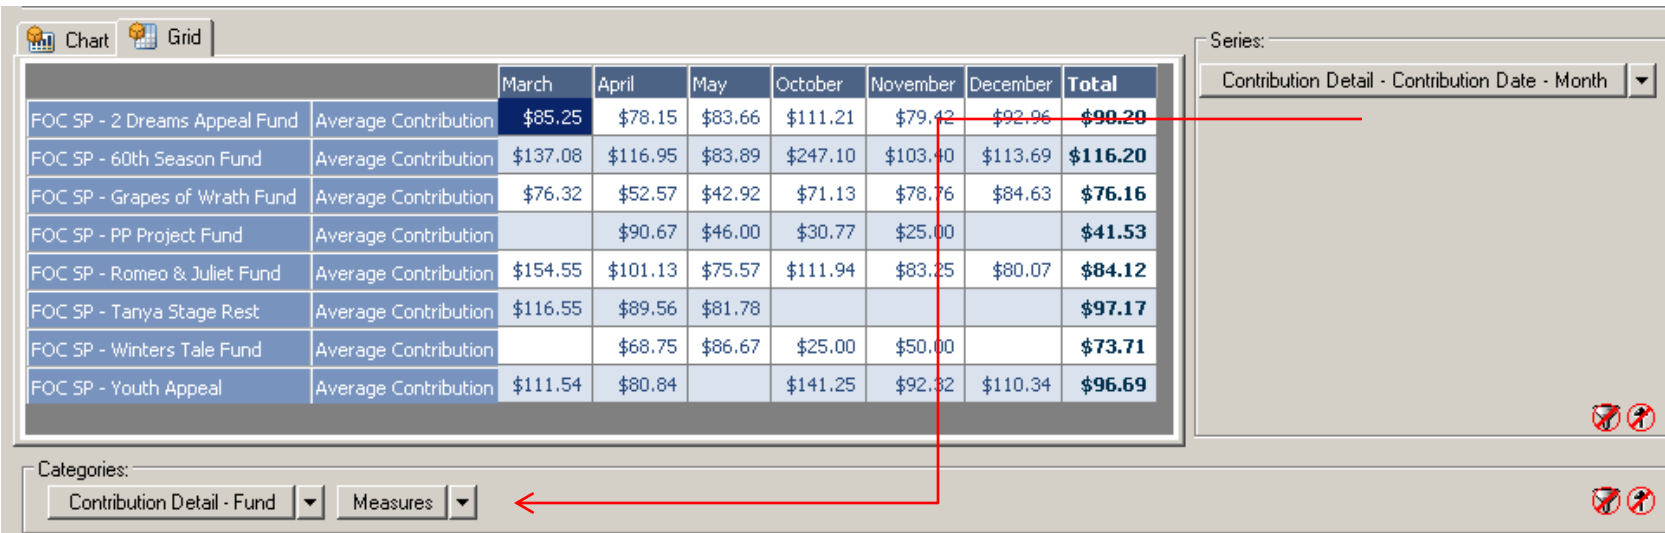 Chart Grid
Series:
Contribution Detail - Contribution Date - Month
March April May October November December Total
FOC SP - 2 Dreams Appeal Fund Average Contribution $85.25 $78.15 $83.66 $111.21 $79.42 $92.96 $90.20
FOC SP - 60th Season Fund Average Contribution $137.08 $116.95 $83.89 $247.10 $103.40 $113.69 $116.20
FOC SP - Grapes of Wrath Fund Average Contribution $76.32 $52.57 $42.92 $71.13 $78.76 $84.63 $76.16
FOC SP - PP Project Fund Average Contribution $90.67 $46.00 $30.77 $25.00 $41.53
FOC SP - Romeo & Juliet Fund Average Contribution $154.55 $101.13 $75.57 $111.94 $83.25 $80.07 $84.12
FOC SP - Tanya Stage Rest Average Contribution $116.55 $89.56 $81.78 $97.17
FOC SP - Winters Tale Fund Average Contribution $68.75 $86.67 $25.00 $50.00 $73.71
FOC SP - Youth Appeal Average Contribution $111.54 $80.84 $141.25 $92.32 $110.34 $96.69
Categories:
Contribution Detail - Fund Measures